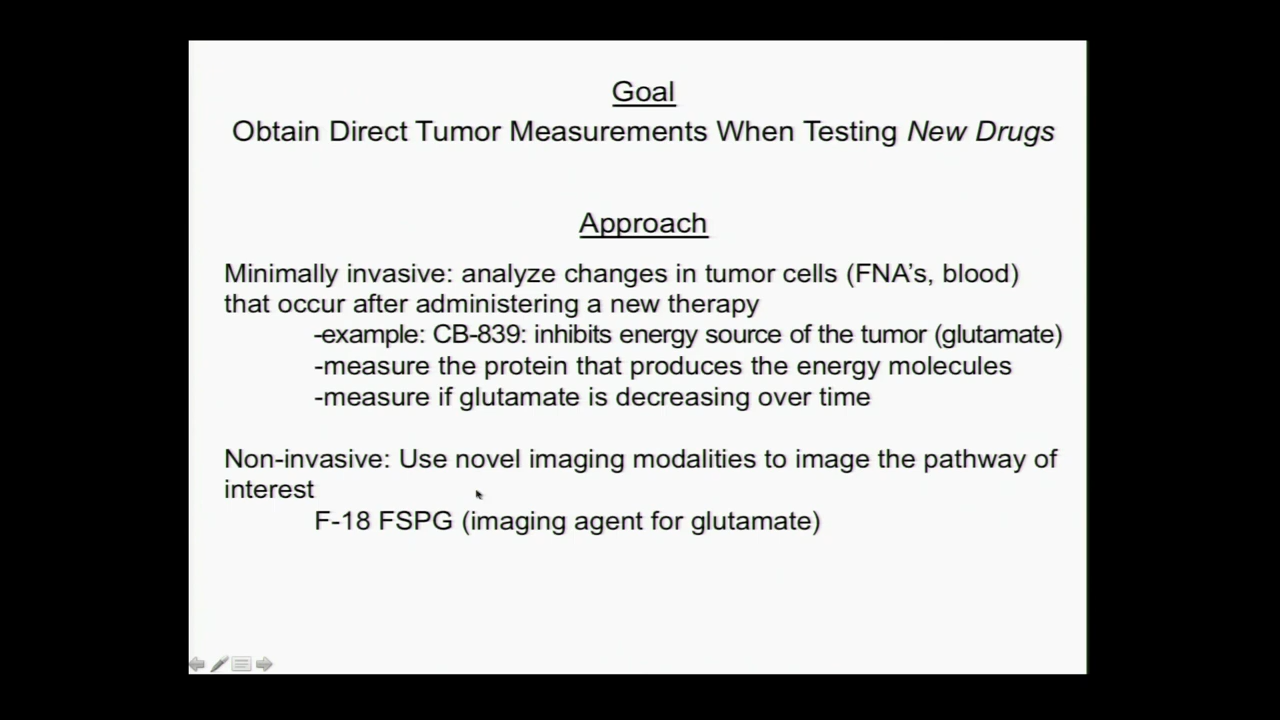 Goal
Obtain Direct Tumor Measurements When Testing New Drugs
Approach
Minimally invasive: analyze changes in tumor cells (FNA’s, blood)
that occur after administering a new therapy
-example: CB-839: inhibits energy source of the tumor (glutamate)
-measure the protein that produces the energy molecules
-measure if glutamate is decreasing over time
Non-invasive: Use novel imaging modalities to image the pathway of
interest
F-18 FSPG (imaging agent for glutamate)